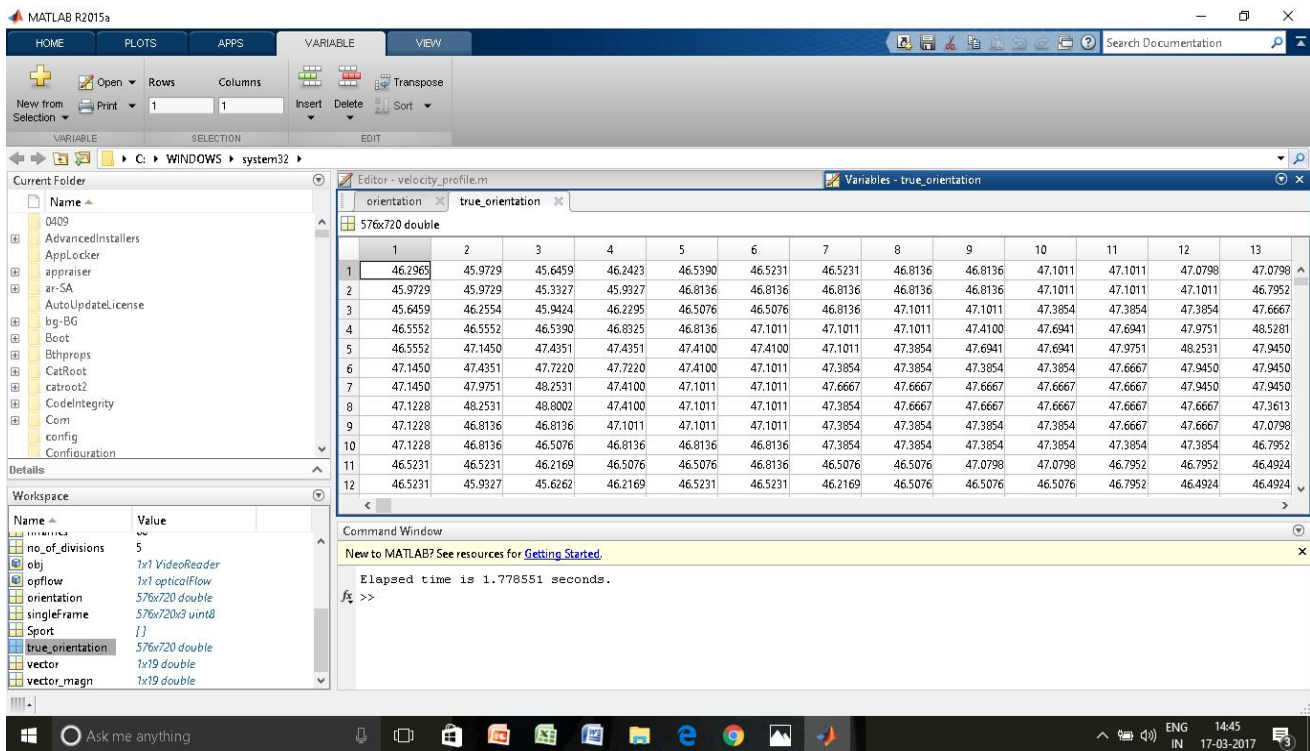 MATLAB R2015a
HOME PLOTS APPS VARIABLE VIEW Search Documentation
New from Selection Open Print Rows Columns 1 1 Insert Delete Transpose Sort
VARIABLE SELECTION EDIT
C: WINDOWS system32
Current Folder
Name
0409
AdvancedInstallers
AppLocker
appraiser
ar-SA
AutoUpdateLicense
bg-BG
Boot
Bthprops
CatRoot
catroot2
CodeIntegrity
Com
config
Configuration
Details
Workspace
Name Value
no_of_divisions 5
obj 1x1 VideoReader
opflow 1x1 opticalFlow
orientation 576x720 double
singleFrame 576x720x3 uint8
Sport []
true_orientation 576x720 double
vector 1x19 double
vector_magn 1x19 double
Editor - velocity_profile.m Variables - true_orientation
orientation true_orientation
576x720 double
1 2 3 4 5 6 7 8 9 10 11 12 13
1 46.2965 45.9729 45.6459 46.2423 46.5390 46.5231 46.5231 46.8136 46.8136 47.1011 47.1011 47.0798 47.0798
2 45.9729 45.9729 45.3327 45.9327 46.8136 46.8136 46.8136 46.8136 46.8136 47.1011 47.1011 47.1011 46.7952
3 45.6459 46.2554 45.9424 46.2295 46.5076 46.5076 46.8136 47.1011 47.1011 47.3854 47.3854 47.3854 47.6667
4 46.5552 46.5552 46.5390 46.8325 46.8136 47.1011 47.1011 47.1011 47.4100 47.6941 47.6941 47.9751 48.5281
5 46.5552 47.1450 47.4351 47.4351 47.4100 47.4100 47.1011 47.3854 47.6941 47.6941 47.9751 48.2531 47.9450
6 47.1450 47.4351 47.7220 47.7220 47.4100 47.1011 47.3854 47.3854 47.3854 47.3854 47.6667 47.9450 47.9450
7 47.1450 47.9751 48.2531 47.4100 47.1011 47.1011 47.6667 47.6667 47.6667 47.6667 47.6667 47.9450 47.9450
8 47.1228 48.2531 48.8002 47.4100 47.1011 47.1011 47.3854 47.6667 47.6667 47.6667 47.6667 47.6667 47.3613
9 47.1228 46.8136 46.8136 47.1011 47.1011 47.1011 47.3854 47.3854 47.3854 47.3854 47.6667 47.6667 47.0798
10 47.1228 46.8136 46.5076 46.8136 46.8136 46.8136 47.3854 47.3854 47.3854 47.3854 47.3854 47.3854 46.7952
11 46.5231 46.5231 46.2169 46.5076 46.5076 46.8136 46.5076 46.5076 47.0798 47.0798 46.7952 46.7952 46.4924
12 46.5231 45.9327 45.6262 46.2169 46.5231 46.5231 46.2169 46.5076 46.5076 46.5076 46.7952 46.4924 46.4924
Command Window
New to MATLAB? See resources for Getting Started.
Elapsed time is 1.778551 seconds.
fx >>
Ask me anything
ENG IN 14:45 17-03-2017